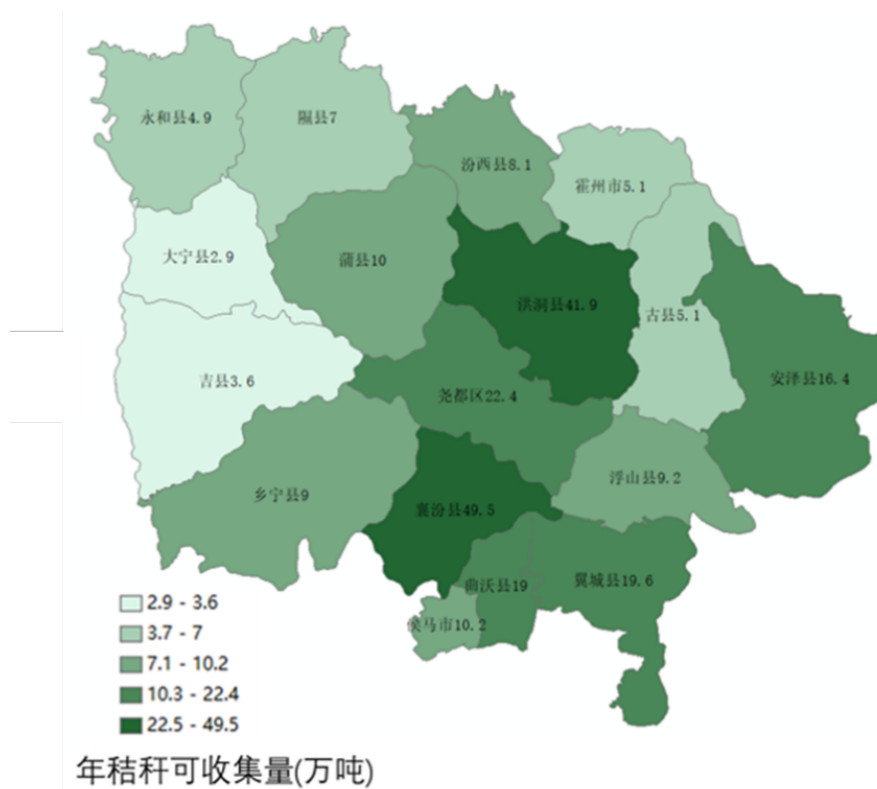 永和县4.9
隰县7
汾西县8.1
霍州市5.1
大宁县2.9
蒲县10
洪洞县41.9
古县5.1
吉县3.6
尧都区22.4
安泽县16.4
乡宁县9
襄汾县49.5
浮山县9.2
曲沃县19
翼城县19.6
侯马市10.2
2.9 - 3.6
3.7 - 7
7.1 - 10.2
10.3 - 22.4
22.5 - 49.5
年秸秆可收集量(万吨)